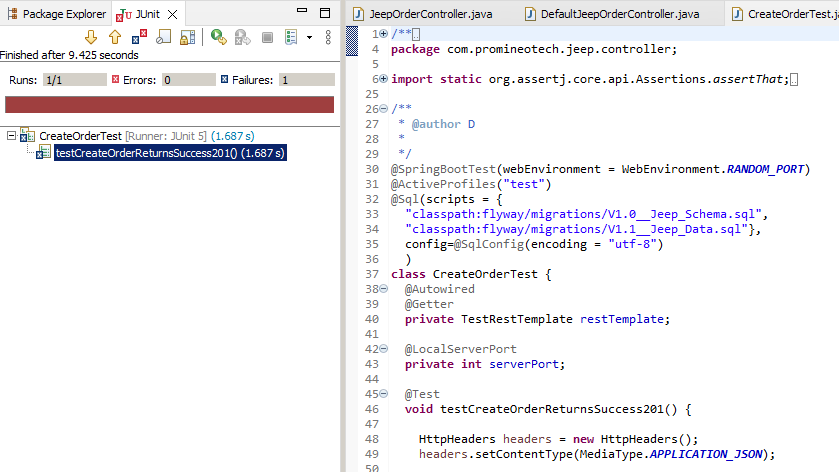 Package Explorer JUnit
Finished after 9.425 seconds
Runs: 1/1 Errors: 0 Failures: 1
CreateOrderTest [Runner: JUnit 5] (1.687 s)
testCreateOrderReturnsSuccess201() (1.687 s)
JeepOrderController.java DefaultJeepOrderController.java CreateOrderTest.j
1 /**
4 package com.promineotech.jeep.controller;
5
6 import static org.assertj.core.api.Assertions.assertThat;
25
26 /**
27 * @author D
28 *
29 */
30 @SpringBootTest(webEnvironment = WebEnvironment.RANDOM_PORT)
31 @ActiveProfiles("test")
32 @Sql(scripts = {
33 "classpath:flyway/migrations/V1.0__Jeep_Schema.sql",
34 "classpath:flyway/migrations/V1.1__Jeep_Data.sql"},
35 config=@SqlConfig(encoding = "utf-8")
36 )
37 class CreateOrderTest {
38 @Autowired
39 @Getter
40 private TestRestTemplate restTemplate;
41
42 @LocalServerPort
43 private int serverPort;
44
45 @Test
46 void testCreateOrderReturnsSuccess201() {
47
48 HttpHeaders headers = new HttpHeaders();
49 headers.setContentType(MediaType.APPLICATION_JSON);
50